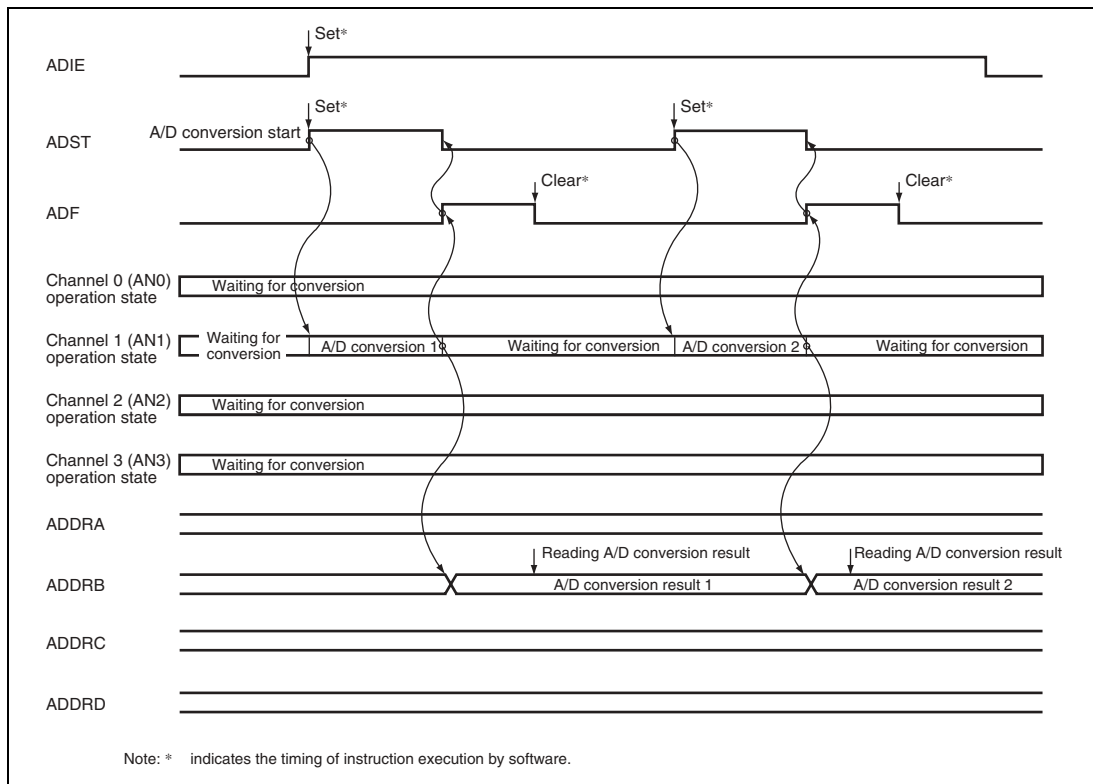 Set*
ADIE
Set*
Set*
A/D conversion start
ADST
Clear*
Clear*
ADF
Channel 0 (AN0)
operation state
Waiting for conversion
Channel 1 (AN1)
operation state
Waiting for
conversion
A/D conversion 1
Waiting for conversion
A/D conversion 2
Waiting for conversion
Channel 2 (AN2)
operation state
Waiting for conversion
Channel 3 (AN3)
operation state
Waiting for conversion
ADDRA
Reading A/D conversion result
Reading A/D conversion result
ADDRB
A/D conversion result 1
A/D conversion result 2
ADDRC
ADDRD
Note: * indicates the timing of instruction execution by software.